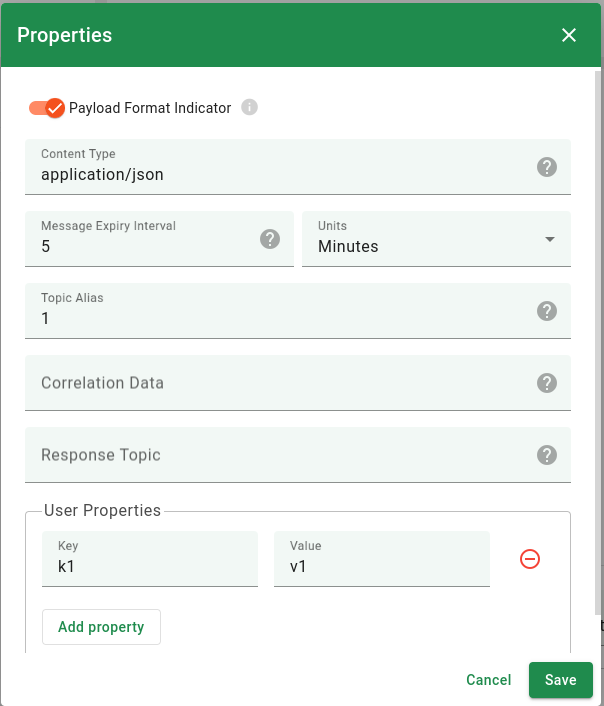 Properties
Payload Format Indicator
Content Type
application/json
Message Expiry Interval
5
Units
Minutes
Topic Alias
1
Correlation Data
Response Topic
User Properties
Key
k1
Value
v1
Add property
Cancel
Save